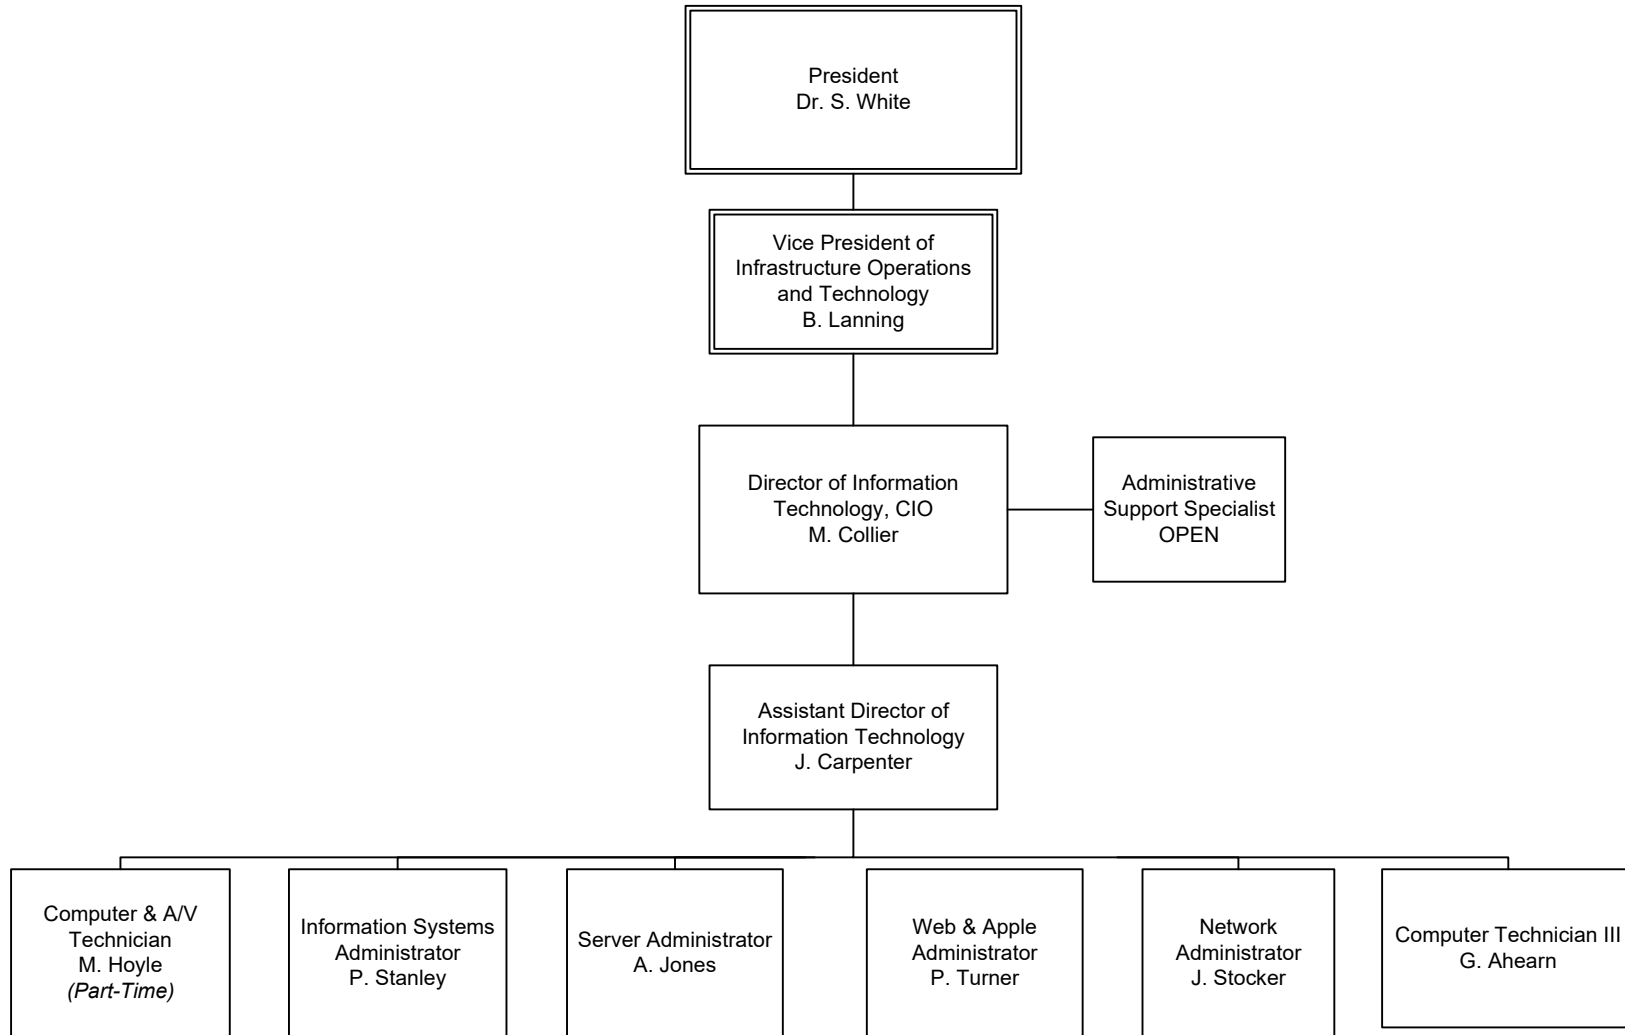 President
Dr. S. White
Vice President of
Infrastructure Operations
and Technology
B. Lanning
Director of Information
Technology, CIO
M. Collier
Administrative
Support Specialist
OPEN
Assistant Director of
Information Technology
J. Carpenter
Computer & A/V
Technician
M. Hoyle
(Part-Time)
Information Systems
Administrator
P. Stanley
Server Administrator
A. Jones
Web & Apple
Administrator
P. Turner
Network
Administrator
J. Stocker
Computer Technician III
G. Ahearn